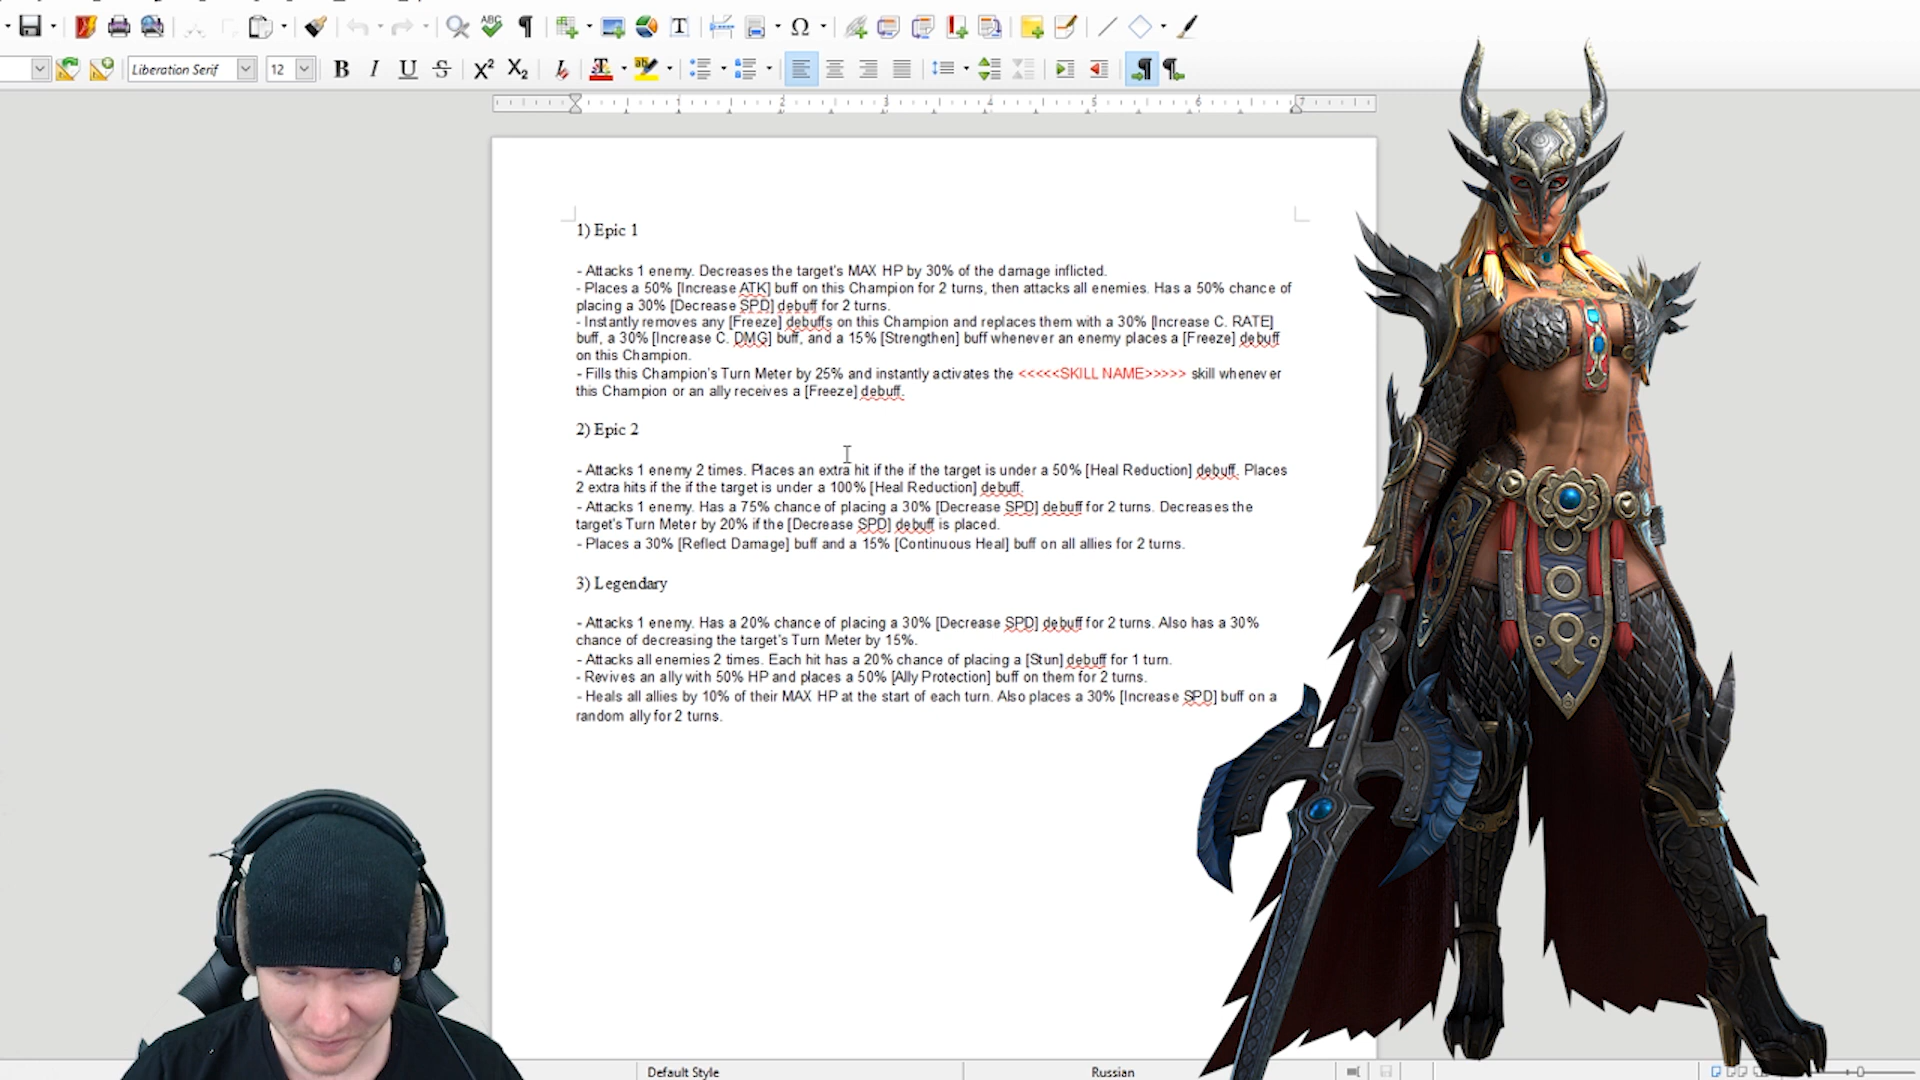 Liberation Serif
12
1
2
3
4
5
6
7
1) Epic 1
- Attacks 1 enemy. Decreases the target's MAX HP by 30% of the damage inflicted.
- Places a 50% [Increase ATK] buff on this Champion for 2 turns, then attacks all enemies. Has a 50% chance of
placing a 30% [Decrease SPD] debuff for 2 turns.
- Instantly removes any [Freeze] debuffs on this Champion and replaces them with a 30% [Increase C. RATE]
buff, a 30% [Increase C. DMG] buff, and a 15% [Strengthen] buff whenever an enemy places a [Freeze] debuff
on this Champion.
- Fills this Champion's Turn Meter by 25% and instantly activates the <<<<<SKILL NAME>>>>> skill whenever
this Champion or an ally receives a [Freeze] debuff.
2) Epic 2
- Attacks 1 enemy 2 times. Places an extra hit if the if the target is under a 50% [Heal Reduction] debuff. Places
2 extra hits if the if the target is under a 100% [Heal Reduction] debuff.
- Attacks 1 enemy. Has a 75% chance of placing a 30% [Decrease SPD] debuff for 2 turns. Decreases the
target's Turn Meter by 20% if the [Decrease SPD] debuff is placed.
- Places a 30% [Reflect Damage] buff and a 15% [Continuous Heal] buff on all allies for 2 turns.
3) Legendary
- Attacks 1 enemy. Has a 20% chance of placing a 30% [Decrease SPD] debuff for 2 turns. Also has a 30%
chance of decreasing the target's Turn Meter by 15%.
- Attacks all enemies 2 times. Each hit has a 20% chance of placing a [Stun] debuff for 1 turn.
- Revives an ally with 50% HP and places a 50% [Ally Protection] buff on them for 2 turns.
- Heals all allies by 10% of their MAX HP at the start of each turn. Also places a 30% [Increase SPD] buff on a
random ally for 2 turns.
Default Style
Russian